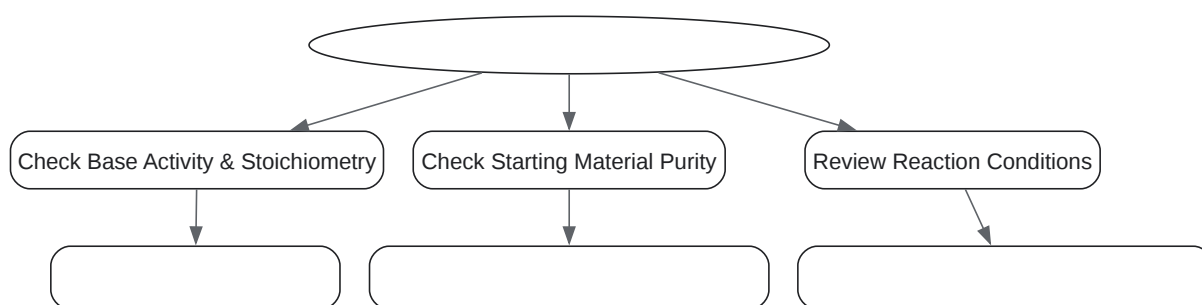 Check Base Activity & Stoichiometry
Check Starting Material Purity
Review Reaction Conditions